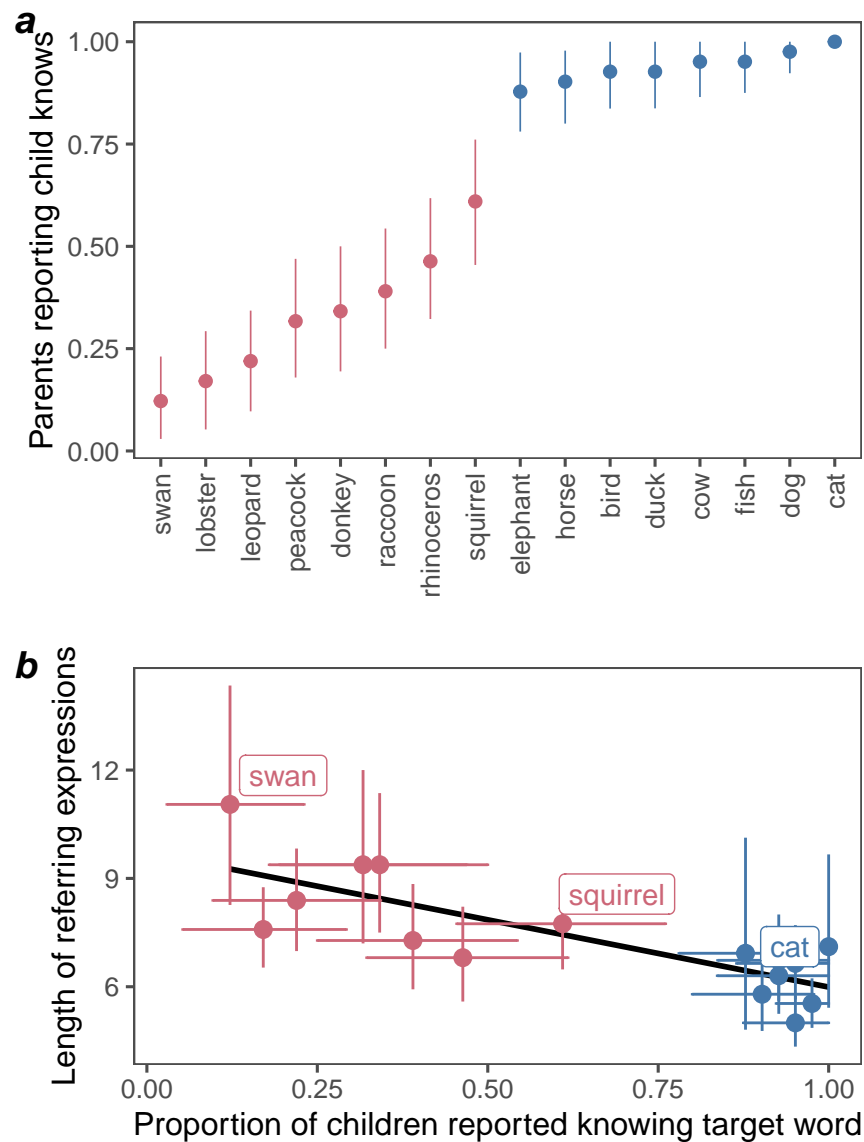 a
Parents reporting child knows
1.00
0.75
0.50
0.25
0.00
swan
lobster
leopard
peacock
donkey
raccoon
rhinoceros
squirrel
elephant
horse
bird
duck
cow
fish
dog
cat
b
Length of referring expressions
12
9
6
swan
squirrel
cat
0.00
0.25
0.50
0.75
1.00
Proportion of children reported knowing target word